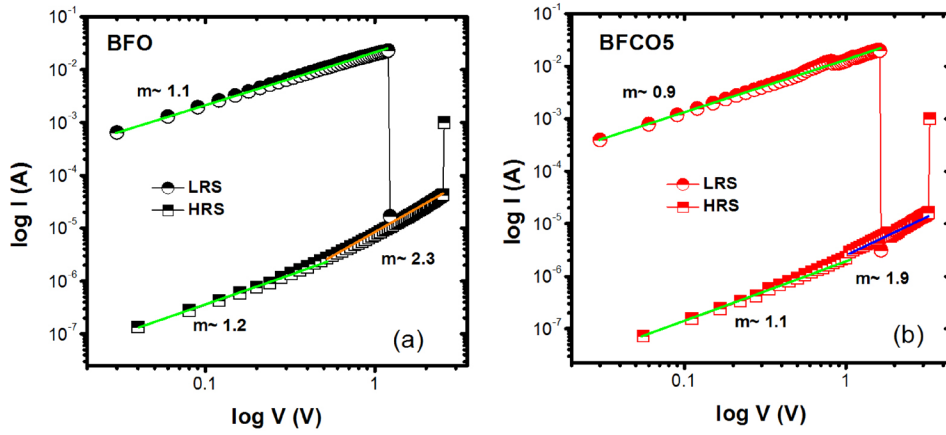 BFO
m~ 1.1
LRS
HRS
m~ 2.3
m~ 1.2
(a)
log I (A)
10⁻¹
10⁻²
10⁻³
10⁻⁴
10⁻⁵
10⁻⁶
10⁻⁷
0.1
1
log V (V)
BFCO5
m~ 0.9
LRS
HRS
m~ 1.9
m~ 1.1
(b)
log I (A)
10⁻¹
10⁻²
10⁻³
10⁻⁴
10⁻⁵
10⁻⁶
10⁻⁷
0.1
1
log V (V)